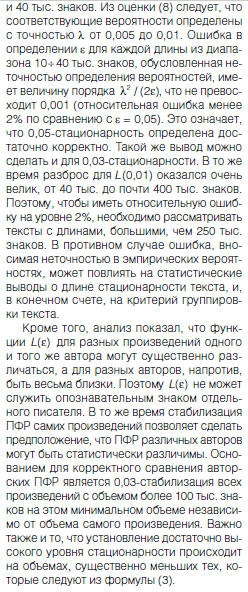 и 40 тыс. знаков. Из оценки (8) следует, что
соответствующие вероятности определены
с точностью λ от 0,005 до 0,01. Ошибка в
определении ε для каждой длины из диапа-
зона 10÷40 тыс. знаков, обусловленная не-
точностью определения вероятностей, име-
ет величину порядка λ² / (2ε), что не превос-
ходит 0,001 (относительная ошибка менее
2% по сравнению с ε = 0,05). Это означает,
что 0,05-стационарность определена дос-
таточно корректно. Такой же вывод можно
сделать и для 0,03-стационарности. В то же
время разброс для L(0,01) оказался очень
велик, от 40 тыс. до почти 400 тыс. знаков.
Поэтому, чтобы иметь относительную ошиб-
ку на уровне 2%, необходимо рассматривать
тексты с длинами, большими, чем 250 тыс.
знаков. В противном случае ошибка, вно-
симая неточностью в эмпирических вероят-
ностях, может повлиять на статистические
выводы о длине стационарности текста, и,
в конечном счете, на критерий группиров-
ки текста.
Кроме того, анализ показал, что функ-
ции L(ε) для разных произведений одного
и того же автора могут существенно раз-
личаться, а для разных авторов, напротив,
быть весьма близки. Поэтому L(ε) не может
служить опознавательным знаком отдель-
ного писателя. В то же время стабилизация
ПФР самих произведений позволяет сделать
предположение, что ПФР различных авторов
могут быть статистически различимы. Осно-
ванием для корректного сравнения автор-
ских ПФР является 0,03-стабилизация всех
произведений с объемом более 100 тыс. зна-
ков на этом минимальном объеме независи-
мо от объема самого произведения. Важно
также и то, что установление достаточно вы-
сокого уровня стационарности происходит
на объемах, существенно меньших тех, ко-
торые следуют из формулы (3).